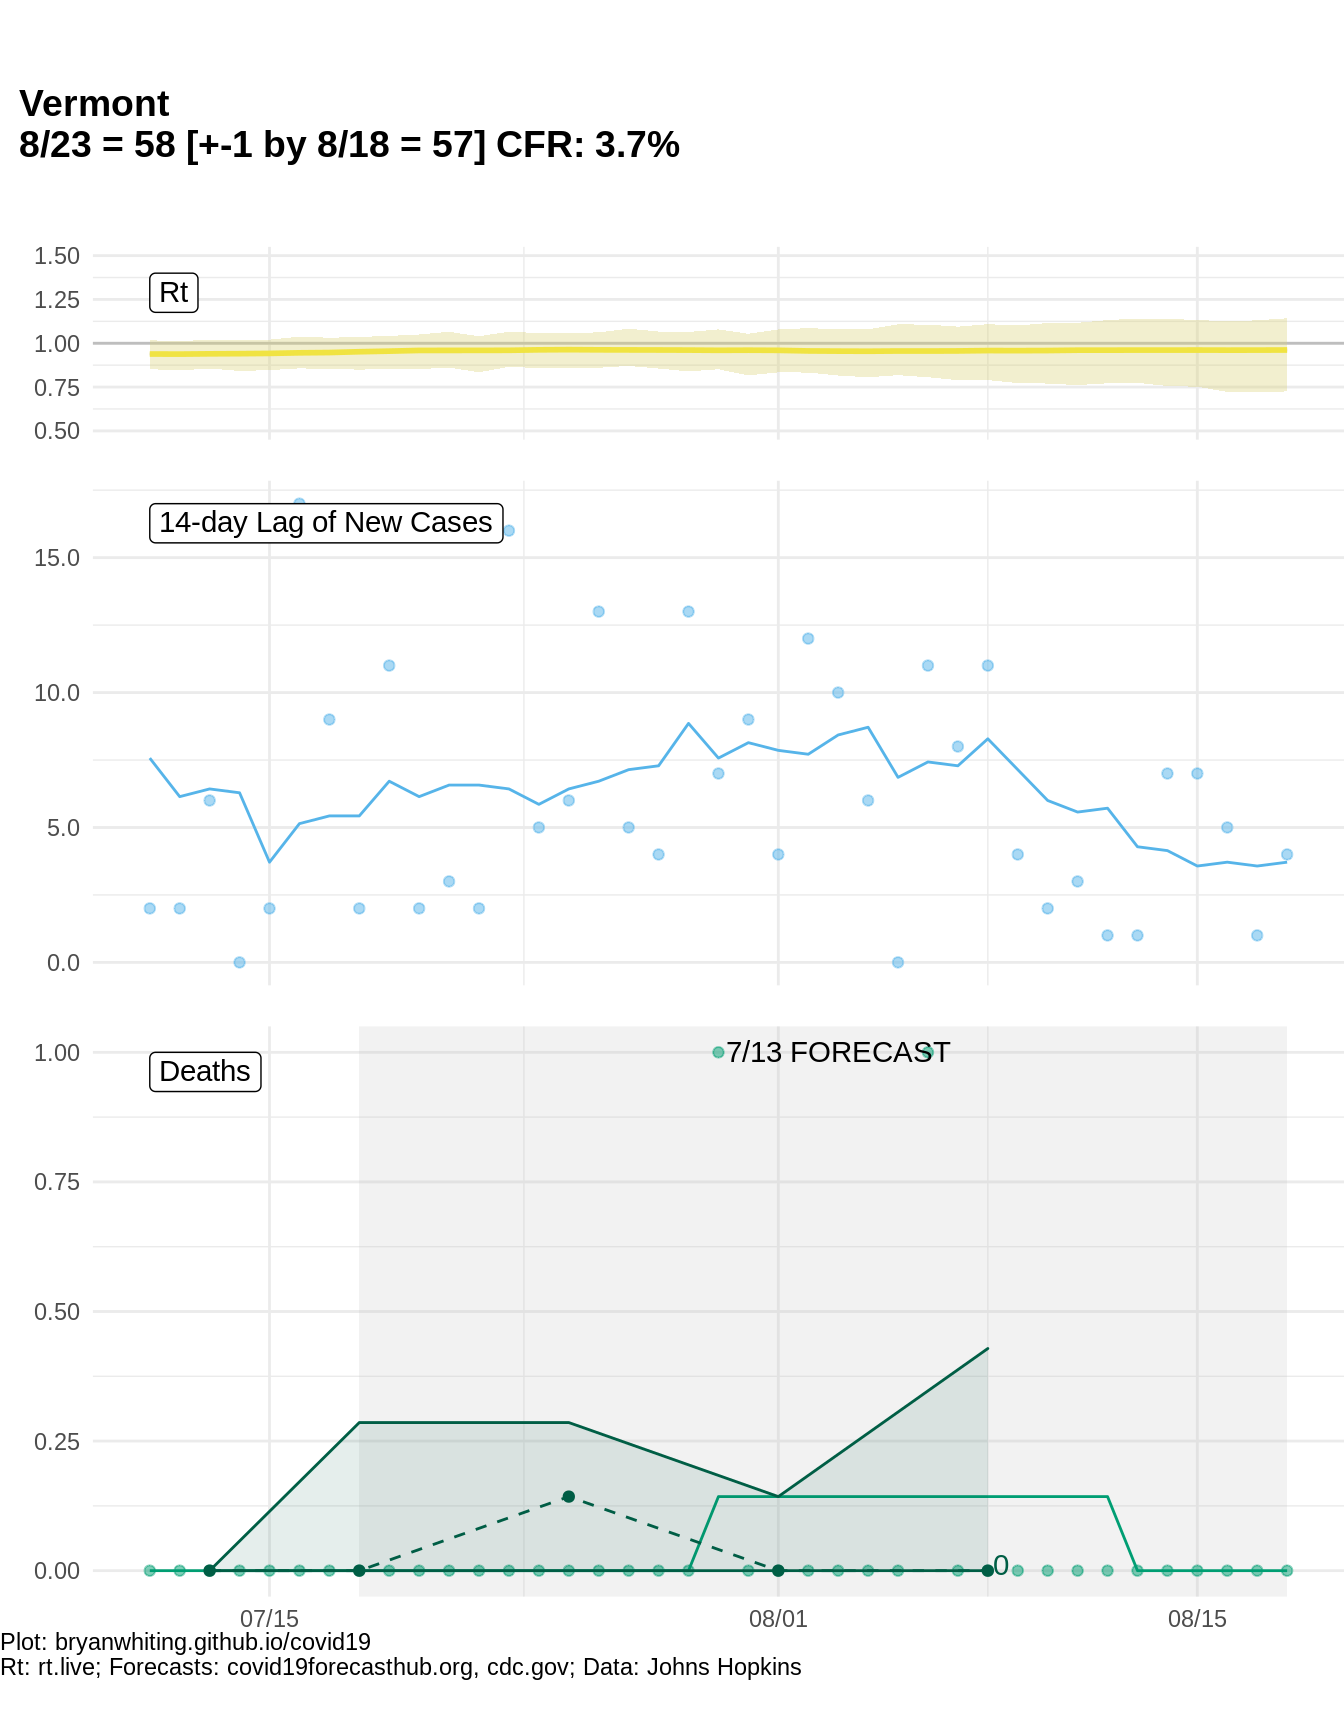 Vermont
8/23 = 58 [+-1 by 8/18 = 57] CFR: 3.7%
1.50
Rt
1.25
1.00
0.75
0.50
14-day Lag of New Cases
15.0
10.0
5.0
0.0
1.00
7/13 FORECAST
Deaths
0.75
0.50
0.25
0.00
0
07/15
08/01
08/15
Plot: bryanwhiting.github.io/covid19
Rt: rt.live; Forecasts: covid19forecasthub.org, cdc.gov; Data: Johns Hopkins